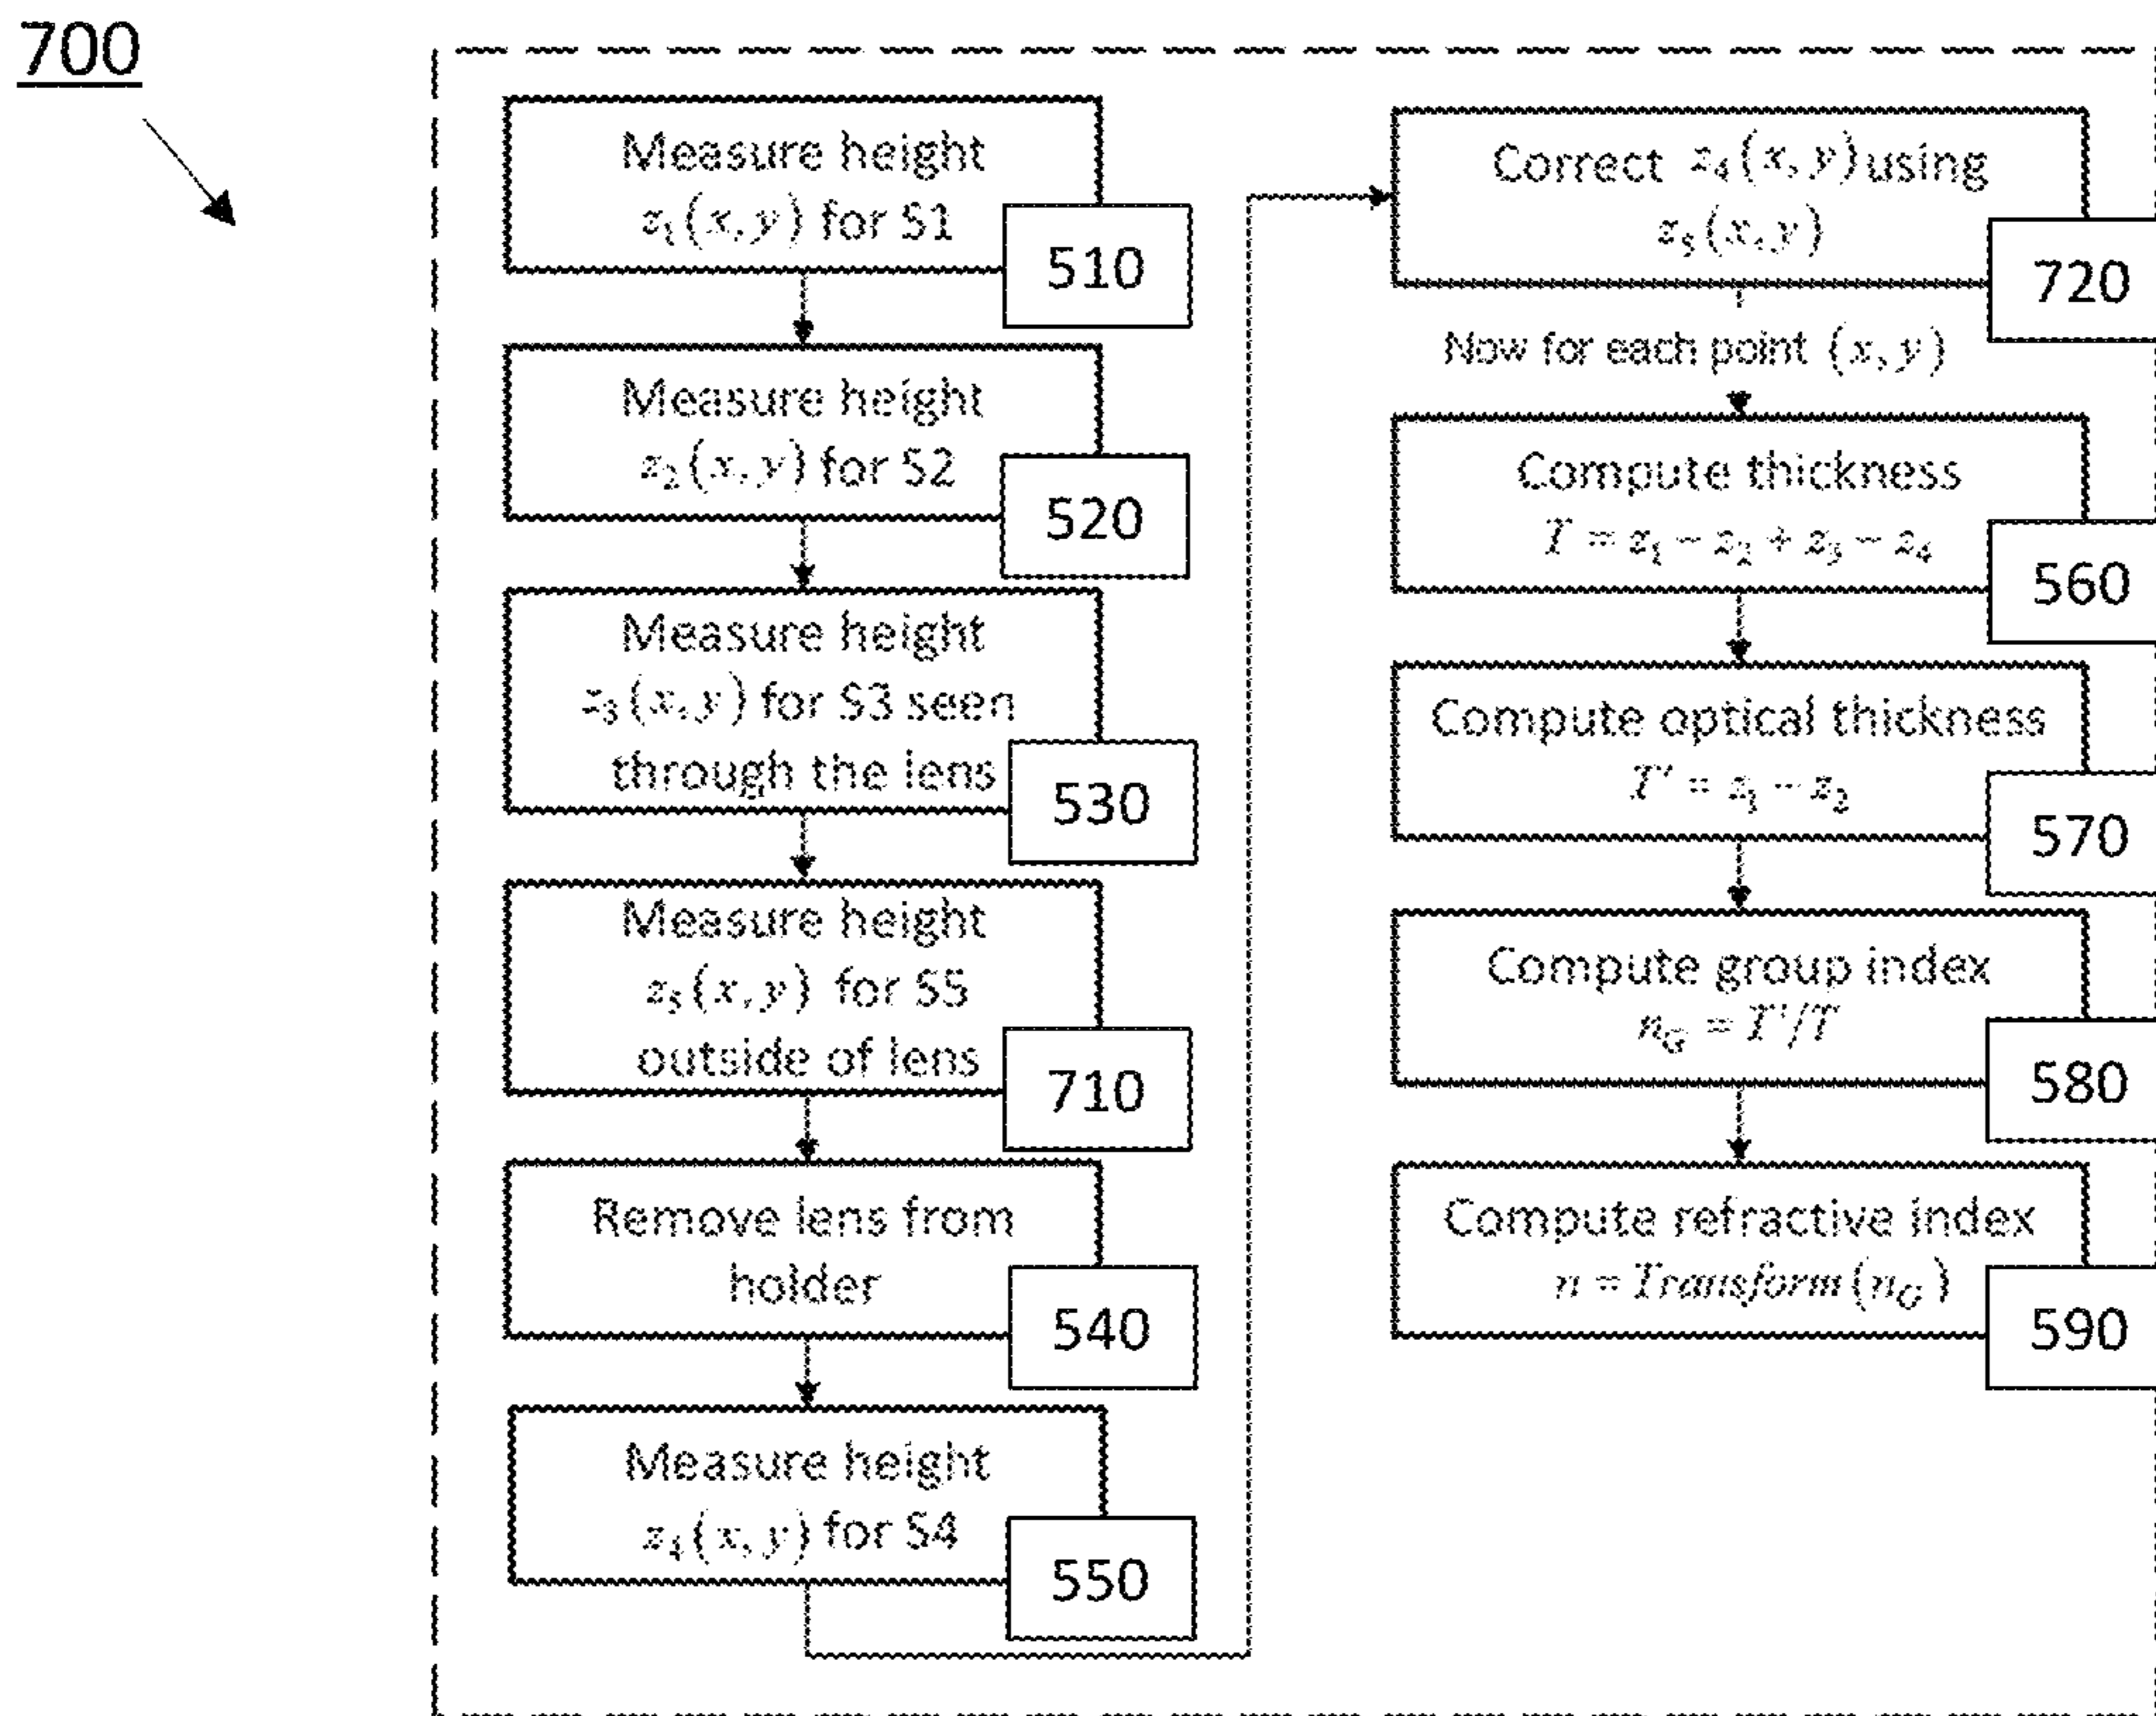 700
Measure height
z₁(x, y) for S1
510
Measure height
z₂(x, y) for S2
520
Measure height
z₃(x, y) for S3 seen
through the lens
530
Measure height
z₅(x, y) for S5
outside of lens
710
Remove lens from
holder
540
Measure height
z₄(x, y) for S4
550
Correct z₄(x, y) using
z₅(x, y)
720
Now for each point (x, y)
Compute thickness
T = z₁ − z₂ + z₃ − z₄
560
Compute optical thickness
T' = z₁ − z₂
570
Compute group index
n_G = T'/T
580
Compute refractive index
n = Transform(n_G)
590